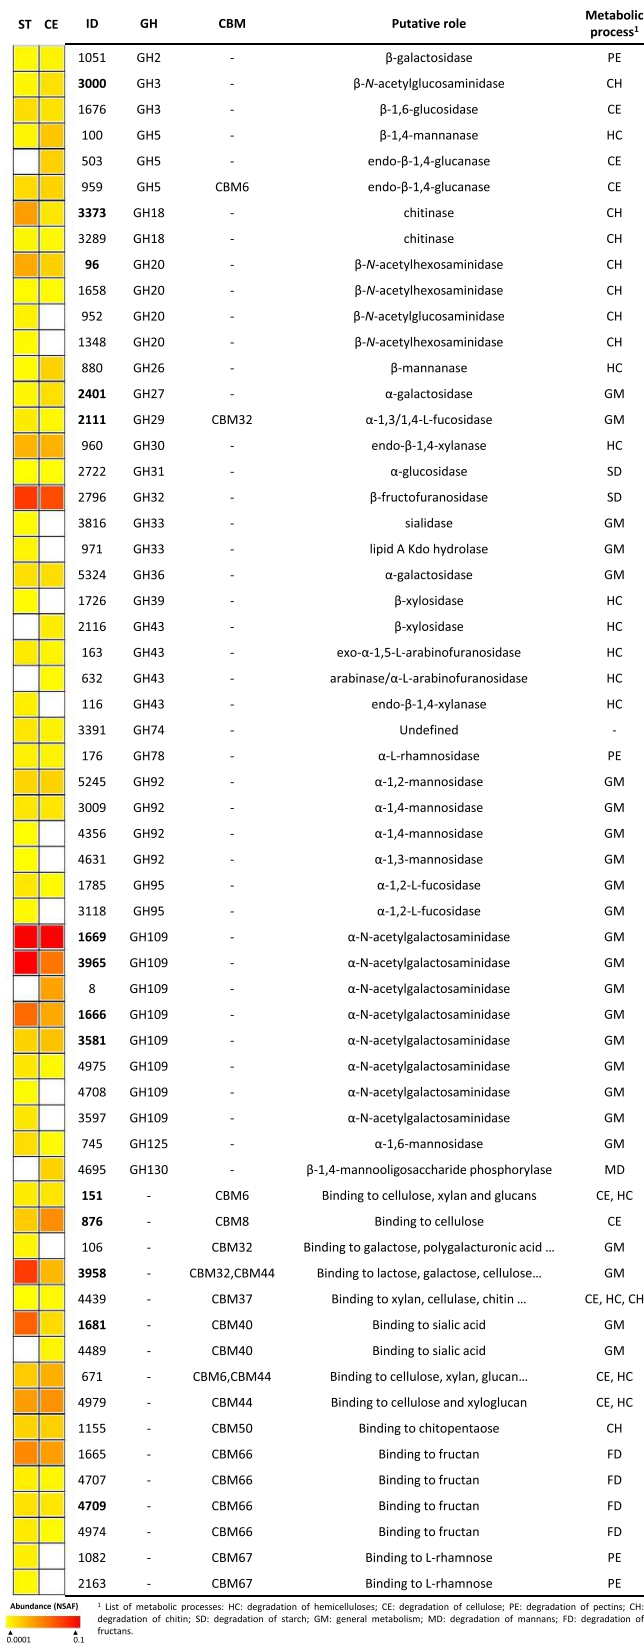 ST CE ID GH CBM Putative role Metabolic process¹
1051 GH2 - β-galactosidase PE
3000 GH3 - β-N-acetylglucosaminidase CH
1676 GH3 - β-1,6-glucosidase CE
100 GH5 - β-1,4-mannanase HC
503 GH5 - endo-β-1,4-glucanase CE
959 GH5 CBM6 endo-β-1,4-glucanase CE
3373 GH18 - chitinase CH
3289 GH18 - chitinase CH
96 GH20 - β-N-acetylhexosaminidase CH
1658 GH20 - β-N-acetylhexosaminidase CH
952 GH20 - β-N-acetylglucosaminidase CH
1348 GH20 - β-N-acetylhexosaminidase CH
880 GH26 - β-mannanase HC
2401 GH27 - α-galactosidase GM
2111 GH29 CBM32 α-1,3/1,4-L-fucosidase GM
960 GH30 - endo-β-1,4-xylanase HC
2722 GH31 - α-glucosidase SD
2796 GH32 - β-fructofuranosidase SD
3816 GH33 - sialidase GM
971 GH33 - lipid A Kdo hydrolase GM
5324 GH36 - α-galactosidase GM
1726 GH39 - β-xylosidase HC
2116 GH43 - β-xylosidase HC
163 GH43 - exo-α-1,5-L-arabinofuranosidase HC
632 GH43 - arabinase/α-L-arabinofuranosidase HC
116 GH43 - endo-β-1,4-xylanase HC
3391 GH74 - Undefined -
176 GH78 - α-L-rhamnosidase PE
5245 GH92 - α-1,2-mannosidase GM
3009 GH92 - α-1,4-mannosidase GM
4356 GH92 - α-1,4-mannosidase GM
4631 GH92 - α-1,3-mannosidase GM
1785 GH95 - α-1,2-L-fucosidase GM
3118 GH95 - α-1,2-L-fucosidase GM
1669 GH109 - α-N-acetylgalactosaminidase GM
3965 GH109 - α-N-acetylgalactosaminidase GM
8 GH109 - α-N-acetylgalactosaminidase GM
1666 GH109 - α-N-acetylgalactosaminidase GM
3581 GH109 - α-N-acetylgalactosaminidase GM
4975 GH109 - α-N-acetylgalactosaminidase GM
4708 GH109 - α-N-acetylgalactosaminidase GM
3597 GH109 - α-N-acetylgalactosaminidase GM
745 GH125 - α-1,6-mannosidase GM
4695 GH130 - β-1,4-mannooligosaccharide phosphorylase MD
151 - CBM6 Binding to cellulose, xylan and glucans CE, HC
876 - CBM8 Binding to cellulose CE
106 - CBM32 Binding to galactose, polygalacturonic acid ... GM
3958 - CBM32,CBM44 Binding to lactose, galactose, cellulose... GM
4439 - CBM37 Binding to xylan, cellulase, chitin ... CE, HC, CH
1681 - CBM40 Binding to sialic acid GM
4489 - CBM40 Binding to sialic acid GM
671 - CBM6,CBM44 Binding to cellulose, xylan, glucan... CE, HC
4979 - CBM44 Binding to cellulose and xyloglucan CE, HC
1155 - CBM50 Binding to chitopentaose CH
1665 - CBM66 Binding to fructan FD
4707 - CBM66 Binding to fructan FD
4709 - CBM66 Binding to fructan FD
4974 - CBM66 Binding to fructan FD
1082 - CBM67 Binding to L-rhamnose PE
2163 - CBM67 Binding to L-rhamnose PE
Abundance (NSAF)
0.0001 0.1
¹ List of metabolic processes: HC: degradation of hemicelluloses; CE: degradation of cellulose; PE: degradation of pectins; CH:
degradation of chitin; SD: degradation of starch; GM: general metabolism; MD: degradation of mannans; FD: degradation of
fructans.